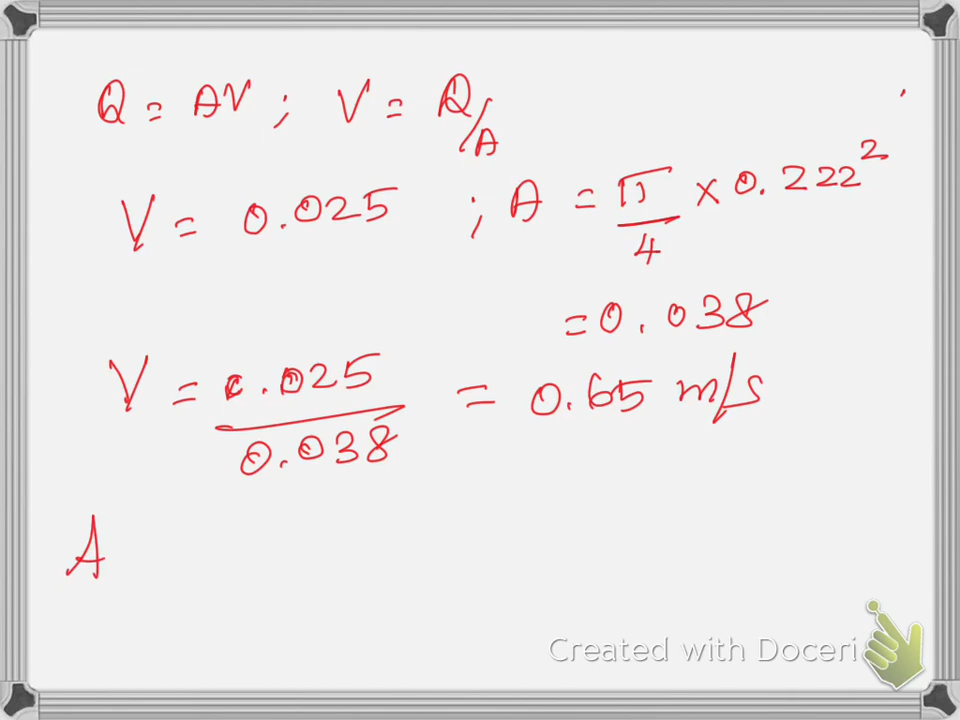 Q = AV ; V = Q/A
V = 0.025 ; A = π/4 × 0.222²
= 0.038
V = 0.025/0.038 = 0.65 m/s
A
Created with Doceri